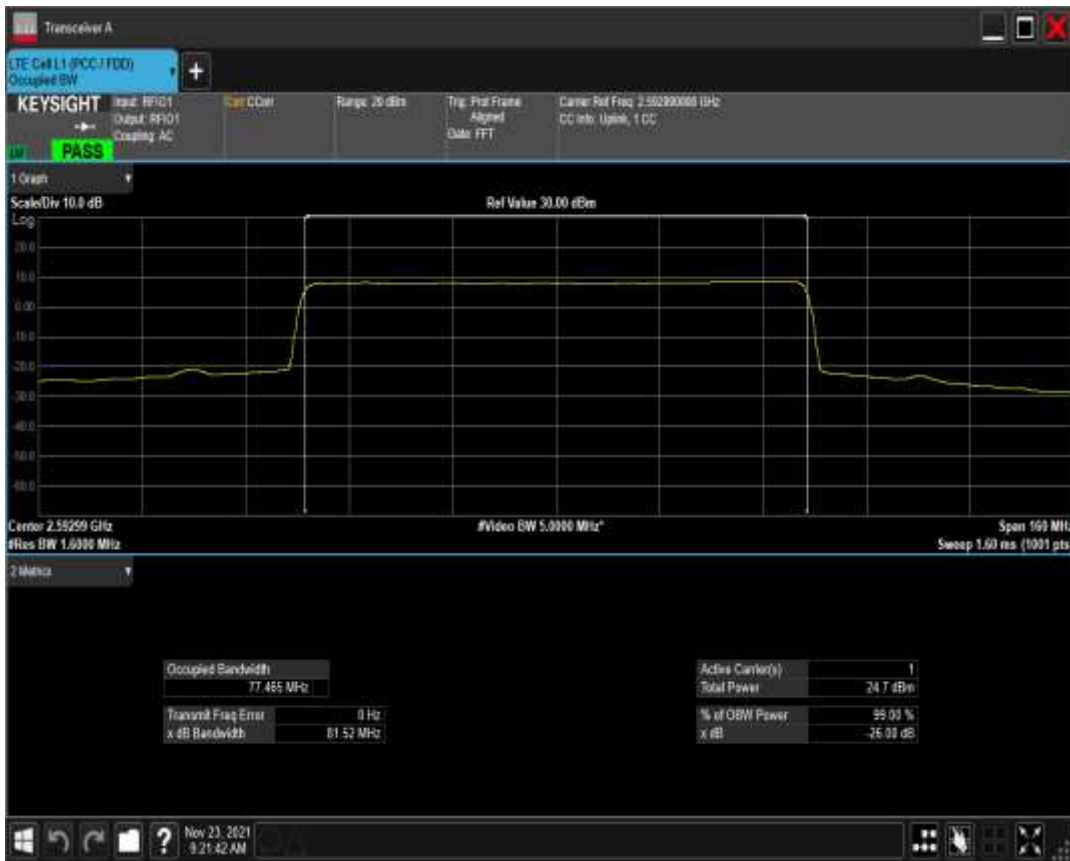 Transceiver A
LTE Cell L1 (PCC / FDD)
Occupied BW
+
KEYSIGHT
Input: RFIO1
Output: RFIO1
Coupling: AC
Corr CCorr
Range: 20 dBm
Trig: Prdl Frame
Aligned
Gate: FFT
Carrier Ref Freq: 2.592990000 GHz
CC Info: Uplink, 1 CC
PASS
1 Graph
Scale/Div 10.0 dB
Ref Value 30.00 dBm
Log
20.0
10.0
0.00
-10.0
-20.0
-30.0
-40.0
-50.0
-60.0
Center 2.59299 GHz
#Video BW 5.0000 MHz*
Span 160 MHz
#Res BW 1.6000 MHz
Sweep 1.60 ms (1001 pts
2 Metrics
Occupied Bandwidth
77.465 MHz
Active Carrier(s) 1
Total Power 24.7 dBm
Transmit Freq Error 0 Hz
% of OBW Power 99.00 %
x dB Bandwidth 81.52 MHz
x dB -26.00 dB
?
Nov 23, 2021
9:21:42 AM